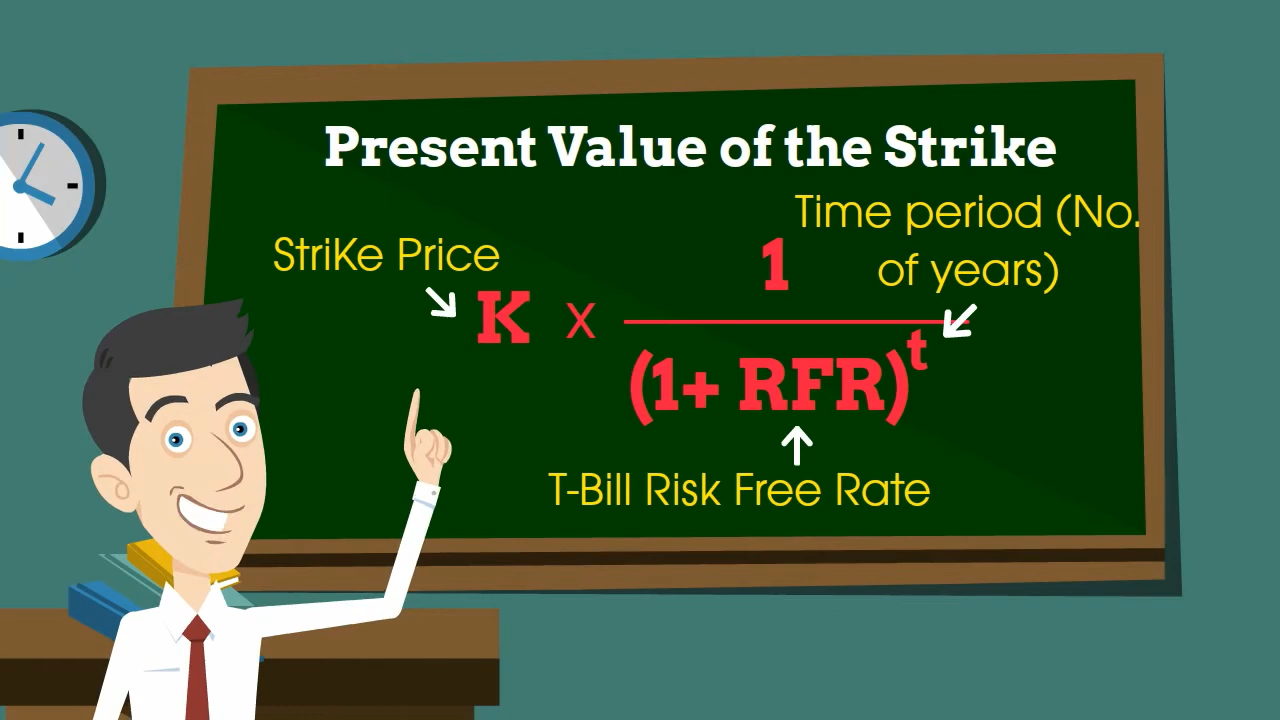 Present Value of the Strike
Time period (No.
of years)
StriKe Price
1
K x
(1+ RFR)^t
T-Bill Risk Free Rate